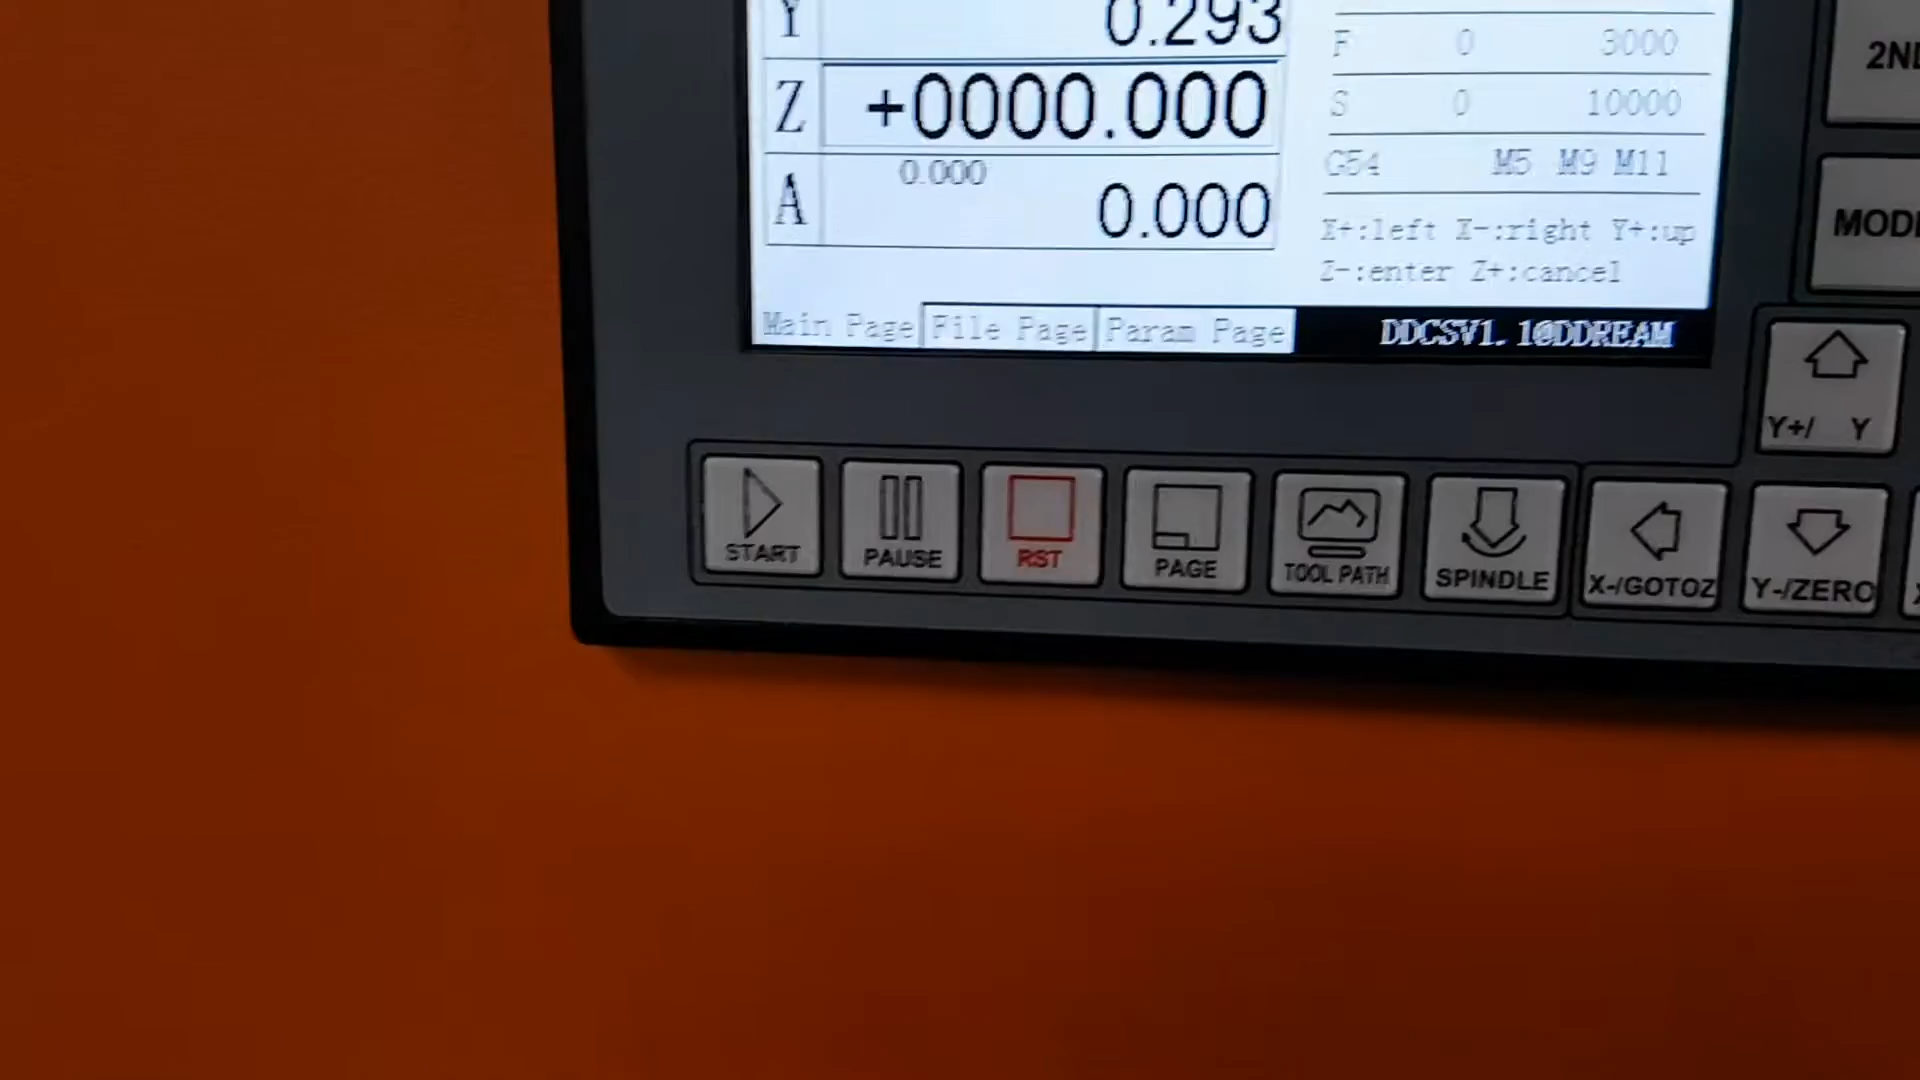 Y 0.293
F 0 3000
Z +0000.000
S 0 10000
G54 M5 M9 M11
A 0.000 0.000
X+:left X-:right Y+:up
Z-:enter Z+:cancel
Main Page File Page Param Page DDCSV1.1@DDREAM
MODE
Y+/ Y
START PAUSE RST PAGE TOOL PATH SPINDLE X-/GOTOZ Y-/ZERO